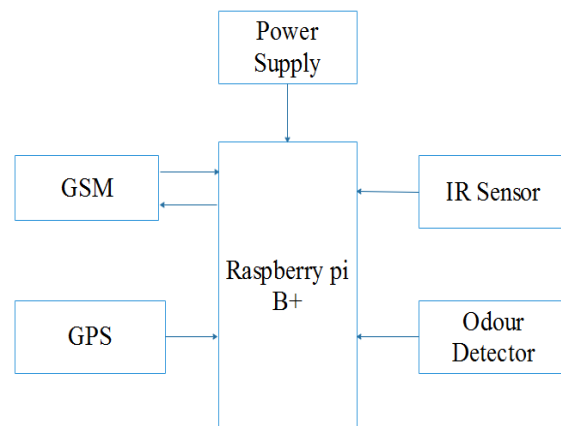 Power
Supply
GSM
IR Sensor
Raspberry pi
B+
GPS
Odour
Detector